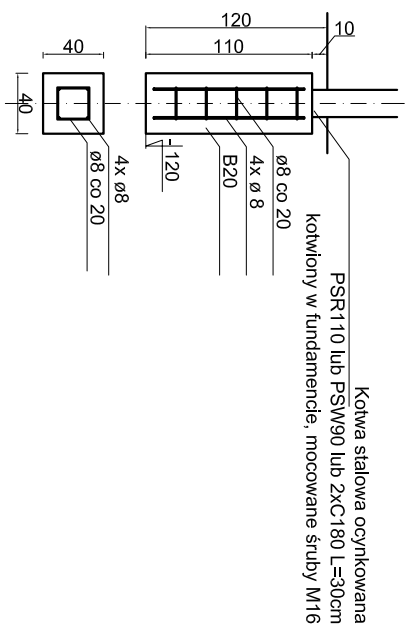 Kotwa stalowa ocynkowana
PSR110 lub PSW90 lub 2xC180 L=30cm
kotwiony w fundamencie, mocowane śruby M16
10
120
110
ø8 co 20
4x ø 8
B20
-120
40
40
4x ø8
ø8 co 20